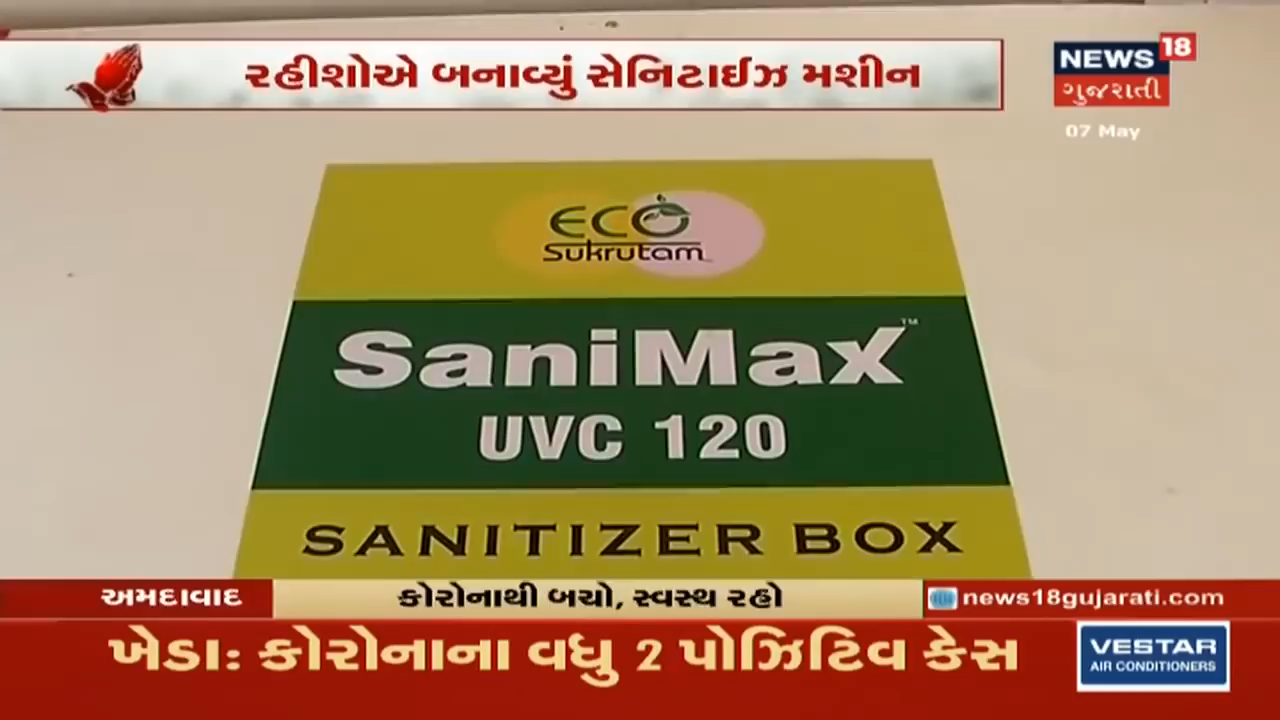 રહીશોએ બનાવ્યું સેનિટાઈઝ મશીન
NEWS 18
ગુજરાતી
07 May
ECO
Sukrutam
SaniMax™
UVC 120
SANITIZER BOX
અમદાવાદ
કોરોનાથી બચો, સ્વસ્થ રહો
news18gujarati.com
ખેડા: કોરોનાના વધુ 2 પોઝિટિવ કેસ
VESTAR
AIR CONDITIONERS